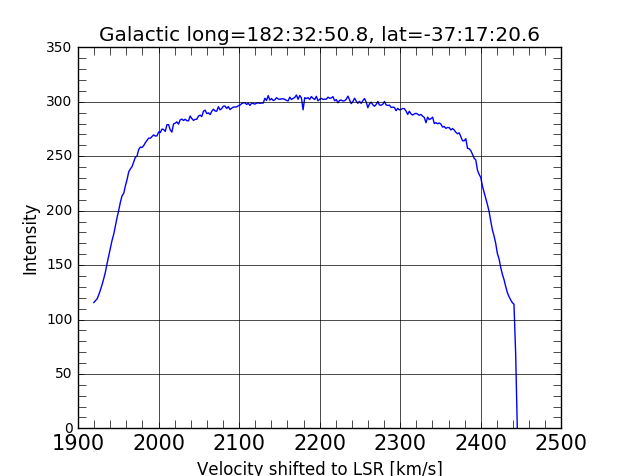 Galactic long=182:32:50.8, lat=-37:17:20.6
350
300
250
200
150
100
50
0
Intensity
1900 2000 2100 2200 2300 2400 2500
Velocity shifted to LSR [km/s]